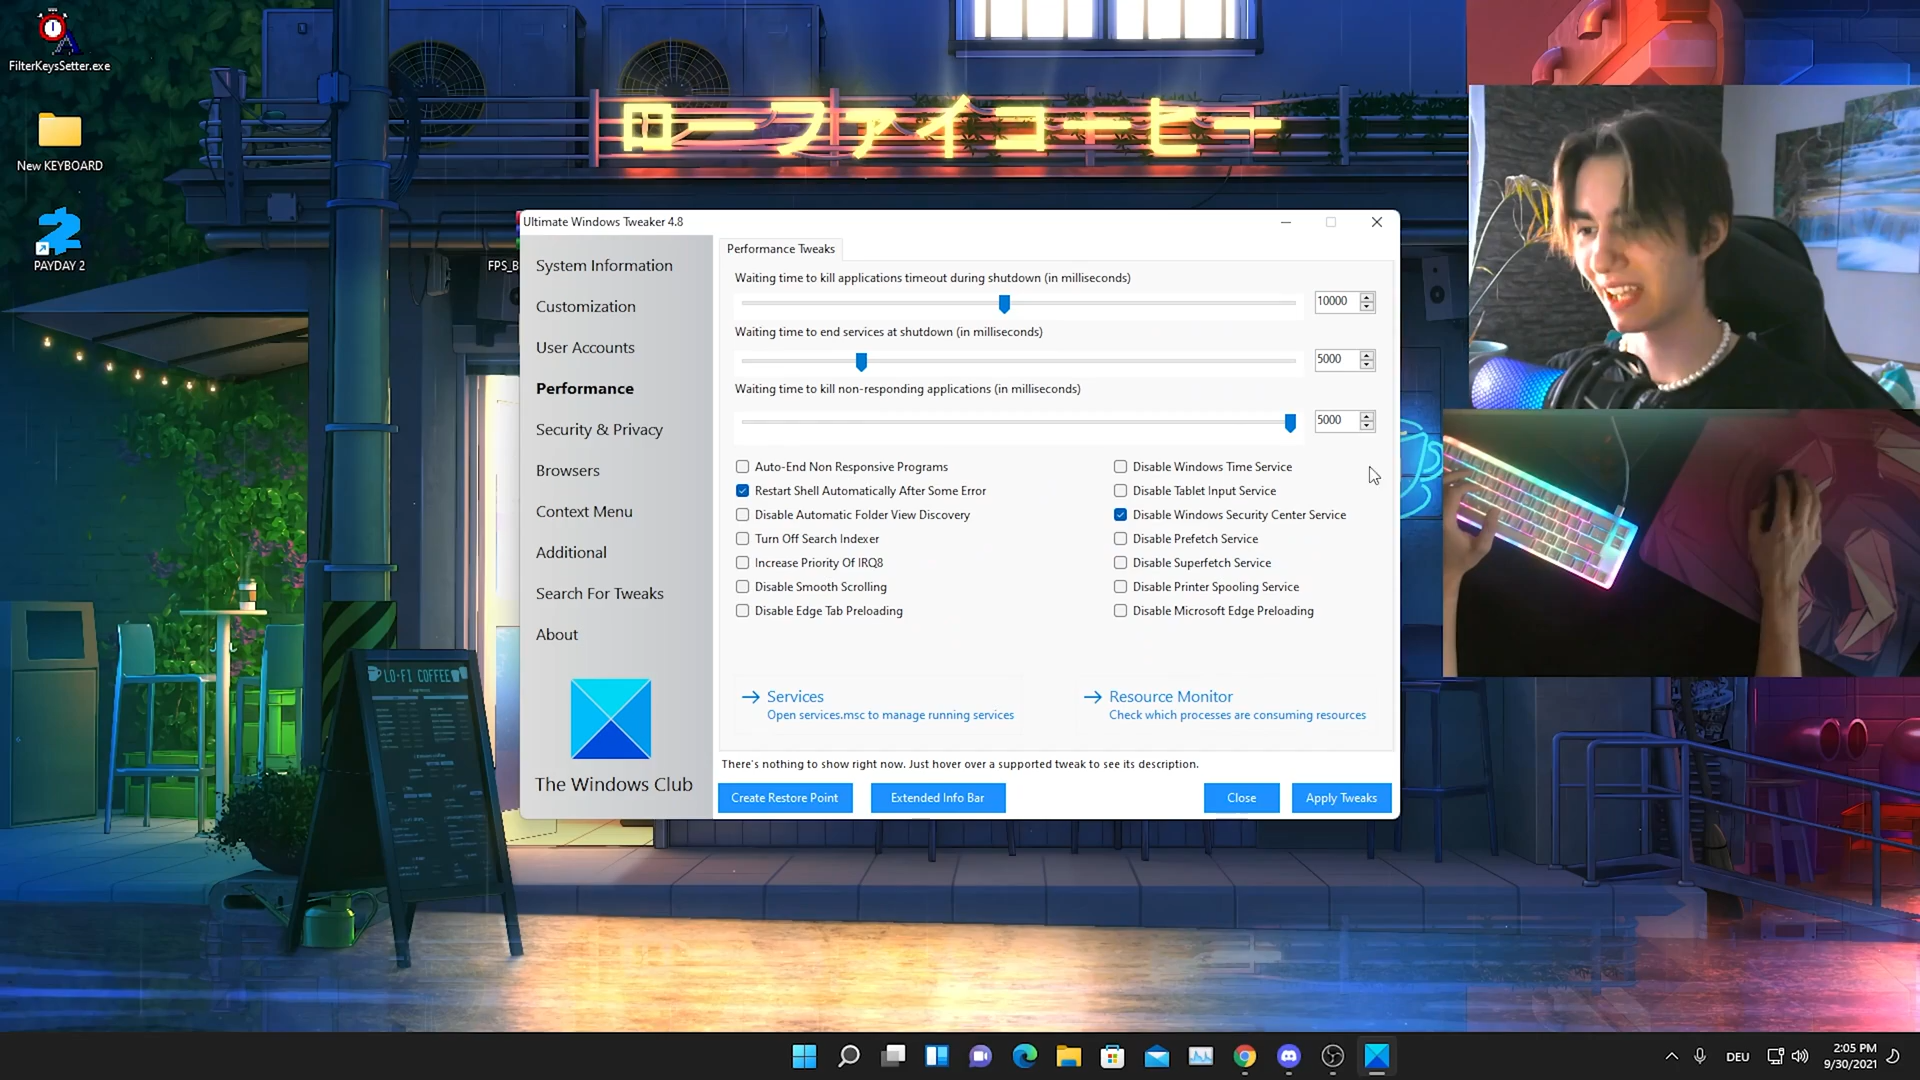 FilterKeysSetter.exe
New KEYBOARD
PAYDAY 2
FPS_B
ローファイコーヒー
LO-FI COFFEE
Ultimate Windows Tweaker 4.8
System Information
Customization
User Accounts
Performance
Security & Privacy
Browsers
Context Menu
Additional
Search For Tweaks
About
The Windows Club
Performance Tweaks
Waiting time to kill applications timeout during shutdown (in milliseconds)
10000
Waiting time to end services at shutdown (in milliseconds)
5000
Waiting time to kill non-responding applications (in milliseconds)
5000
Auto-End Non Responsive Programs
Restart Shell Automatically After Some Error
Disable Automatic Folder View Discovery
Turn Off Search Indexer
Increase Priority Of IRQ8
Disable Smooth Scrolling
Disable Edge Tab Preloading
Disable Windows Time Service
Disable Tablet Input Service
Disable Windows Security Center Service
Disable Prefetch Service
Disable Superfetch Service
Disable Printer Spooling Service
Disable Microsoft Edge Preloading
Services
Open services.msc to manage running services
Resource Monitor
Check which processes are consuming resources
There's nothing to show right now. Just hover over a supported tweak to see its description.
Create Restore Point
Extended Info Bar
Close
Apply Tweaks
DEU
2:05 PM
9/30/2021